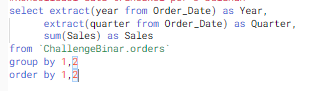 select extract(year from Order_Date) as Year,
extract(quarter from Order_Date) as Quarter,
sum(Sales) as Sales
from `ChallengeBinar.orders`
group by 1,2
order by 1,2